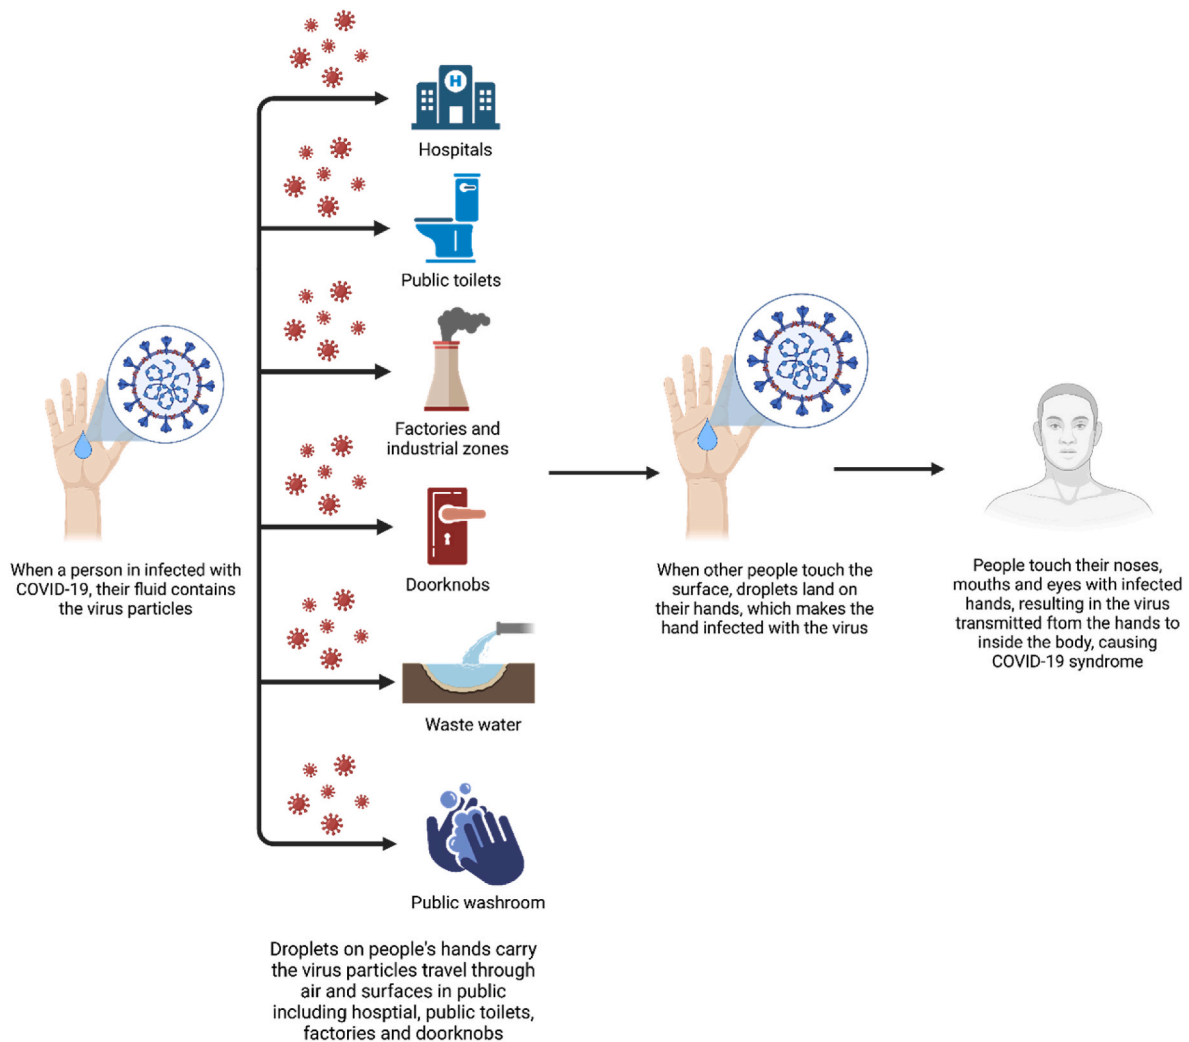 H
Hospitals
Public toilets
Factories and
industrial zones
Doorknobs
Waste water
Public washroom
When a person in infected with
COVID-19, their fluid contains
the virus particles
Droplets on people's hands carry
the virus particles travel through
air and surfaces in public
including hosptial, public toilets,
factories and doorknobs
When other people touch the
surface, droplets land on
their hands, which makes the
hand infected with the virus
People touch their noses,
mouths and eyes with infected
hands, resulting in the virus
transmitted ftom the hands to
inside the body, causing
COVID-19 syndrome